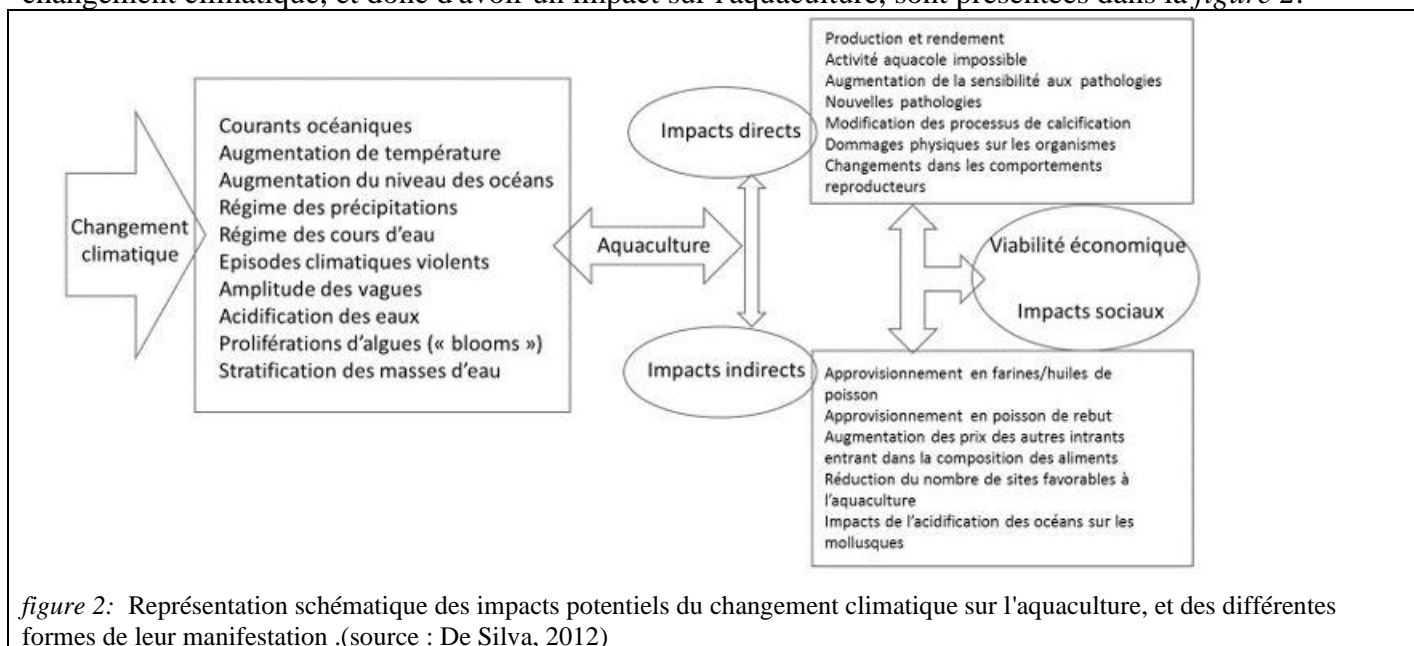 changement climatique, et donc d'avoir un impact sur l'aquaculture, sont présentées dans la figure 2.
Changement
climatique
Courants océaniques
Augmentation de température
Augmentation du niveau des océans
Régime des précipitations
Régime des cours d'eau
Episodes climatiques violents
Amplitude des vagues
Acidification des eaux
Proliférations d'algues (« blooms »)
Stratification des masses d'eau
Aquaculture
Impacts directs
Production et rendement
Activité aquacole impossible
Augmentation de la sensibilité aux pathologies
Nouvelles pathologies
Modification des processus de calcification
Dommages physiques sur les organismes
Changements dans les comportements
reproducteurs
Viabilité économique
Impacts sociaux
Impacts indirects
Approvisionnement en farines/huiles de
poisson
Approvisionnement en poisson de rebut
Augmentation des prix des autres intrants
entrant dans la composition des aliments
Réduction du nombre de sites favorables à
l'aquaculture
Impacts de l'acidification des océans sur les
mollusques
figure 2: Représentation schématique des impacts potentiels du changement climatique sur l'aquaculture, et des différentes
formes de leur manifestation .(source : De Silva, 2012)